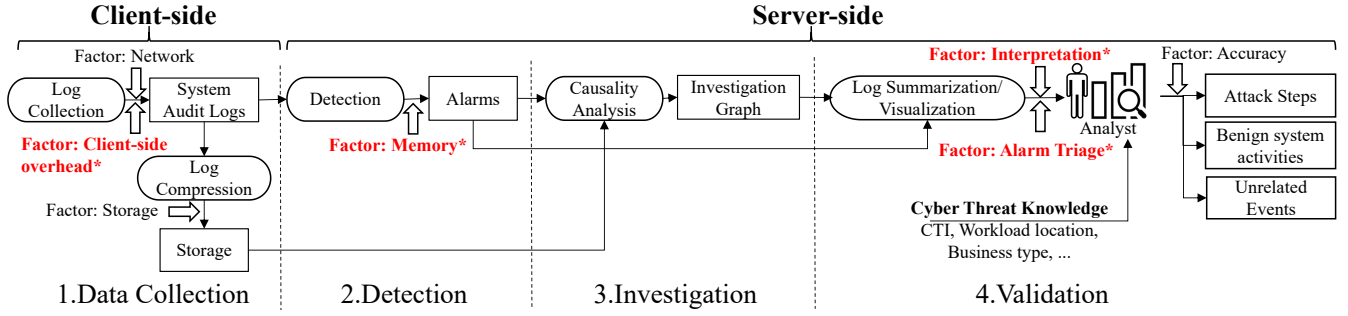 Client-side
Server-side
Factor: Network
Log
Collection
System
Audit Logs
Factor: Client-side
overhead*
Log
Compression
Factor: Storage
Storage
Detection
Alarms
Factor: Memory*
Causality
Analysis
Investigation
Graph
Log Summarization/
Visualization
Factor: Interpretation*
Factor: Alarm Triage*
Analyst
Factor: Accuracy
Attack Steps
Benign system
activities
Unrelated
Events
Cyber Threat Knowledge
CTI, Workload location,
Business type, ...
1.Data Collection
2.Detection
3.Investigation
4.Validation